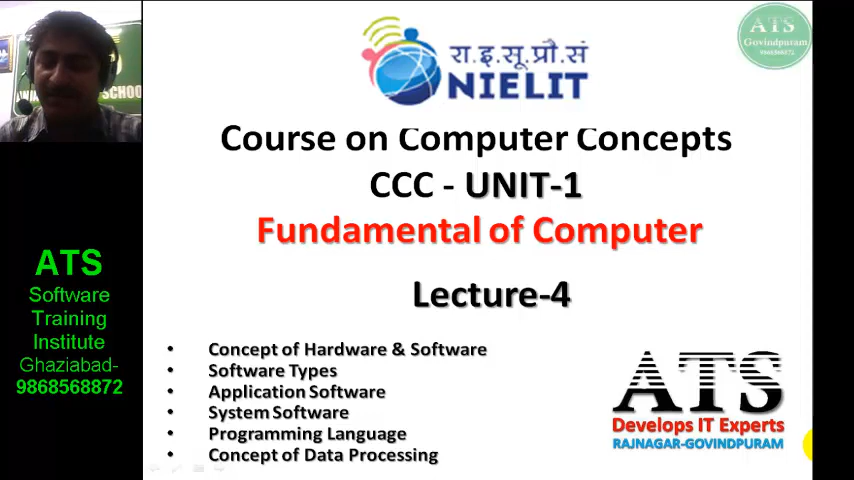 ATS
Govindpuram
9868568872
SCHOOL
रा.इ.सू.प्रौ.सं
NIELIT
Course on Computer Concepts
CCC - UNIT-1
Fundamental of Computer
Lecture-4
ATS
Software
Training
Institute
Ghaziabad-
9868568872
• Concept of Hardware & Software
• Software Types
• Application Software
• System Software
• Programming Language
• Concept of Data Processing
ATS
Develops IT Experts
RAJNAGAR-GOVINDPURAM